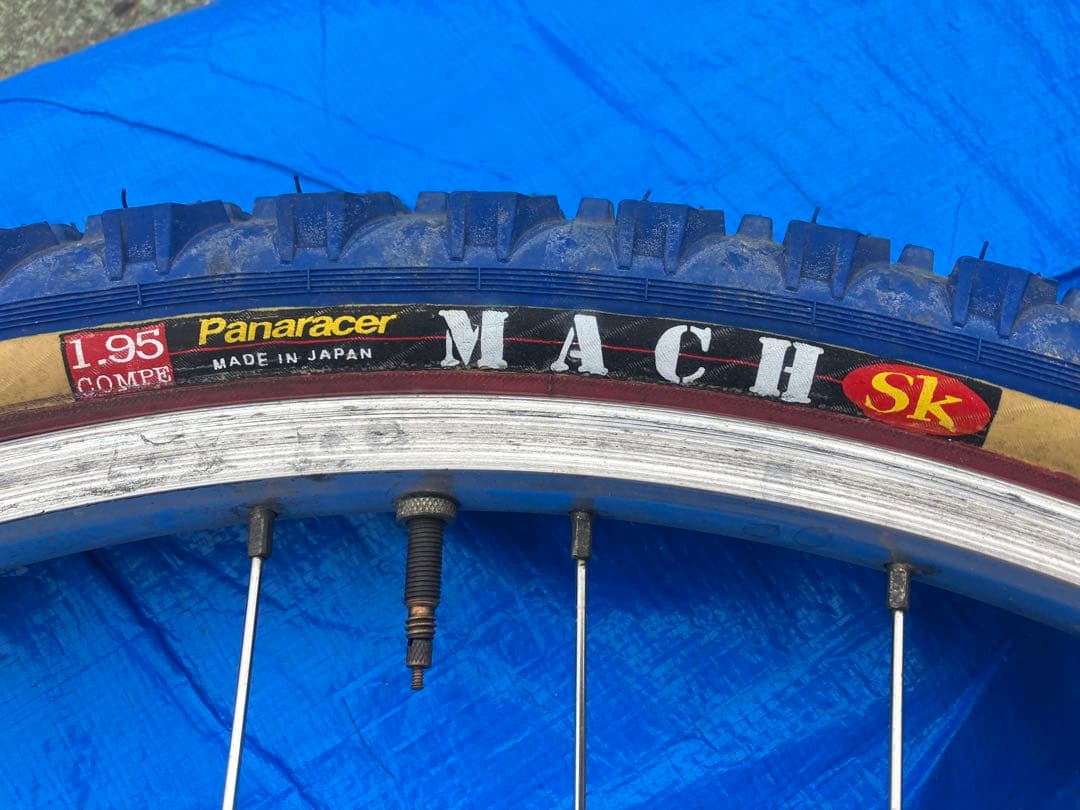 1.95
COMPE
Panaracer
MADE IN JAPAN
MACH
Sk